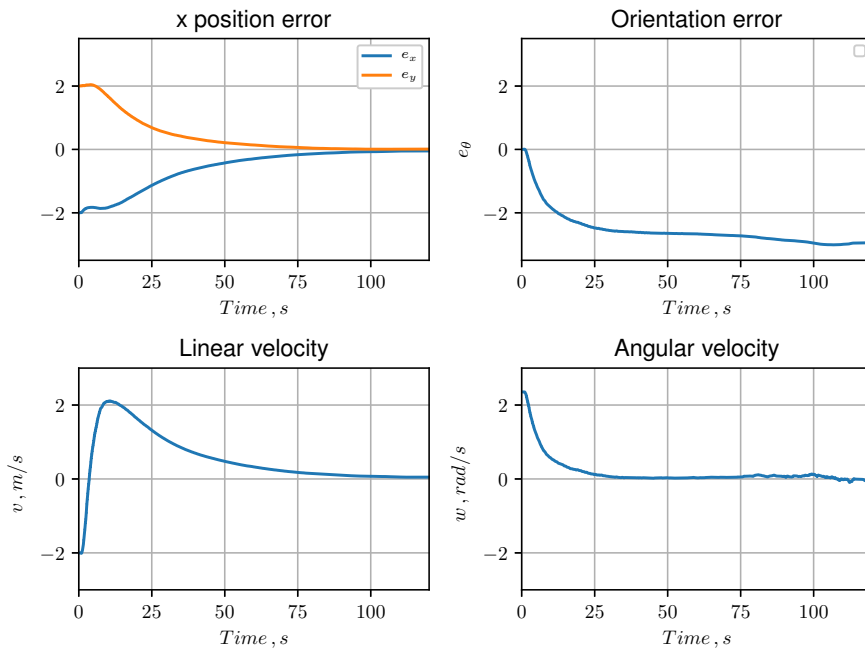 x position error
2
0
−2
0 25 50 75 100
Time, s
e_x
e_y
Orientation error
e_θ
2
0
−2
0 25 50 75 100
Time, s
Linear velocity
v, m/s
2
0
−2
0 25 50 75 100
Time, s
Angular velocity
w, rad/s
2
0
−2
0 25 50 75 100
Time, s